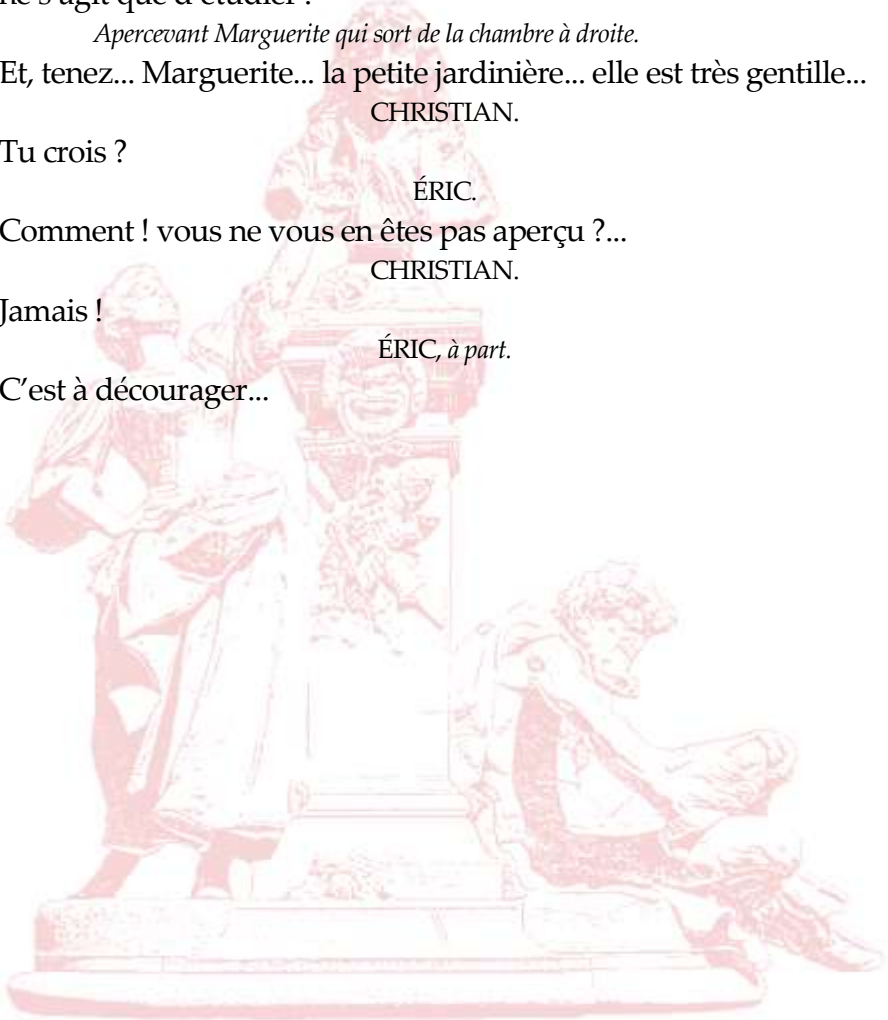 ne s'agit que d'étudier !
Apercevant Marguerite qui sort de la chambre à droite.
Et, tenez... Marguerite... la petite jardinière... elle est très gentille...
CHRISTIAN.
Tu crois ?
ÉRIC.
Comment ! vous ne vous en êtes pas aperçu ?...
CHRISTIAN.
Jamais !
ÉRIC, à part.
C’est à décourager...